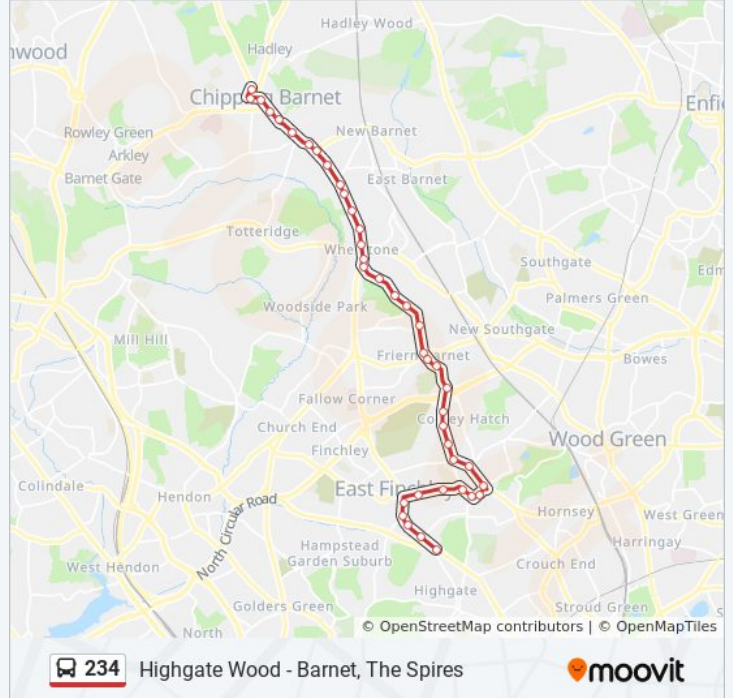 Hadley Wood
nwood
Hadley
Chipping Barnet
Enfi
Rowley Green
New Barnet
Arkley
Barnet Gate
East Barnet
Totteridge
Whetstone
Southgate
Edm
Palmers Green
Woodside Park
New Southgate
Mill Hill
Friern Barnet
Bowes
Fallow Corner
Church End
Colney Hatch
Wood Green
Finchley
Colindale
Hendon
East Finchley
North Circular Road
Hornsey
West Green
Hampstead
Garden Suburb
Harringay
West Hendon
Crouch End
Highgate
Golders Green
Stroud Green
North
S
© OpenStreetMap contributors | © OpenMapTiles
234 Highgate Wood - Barnet, The Spires
moovit